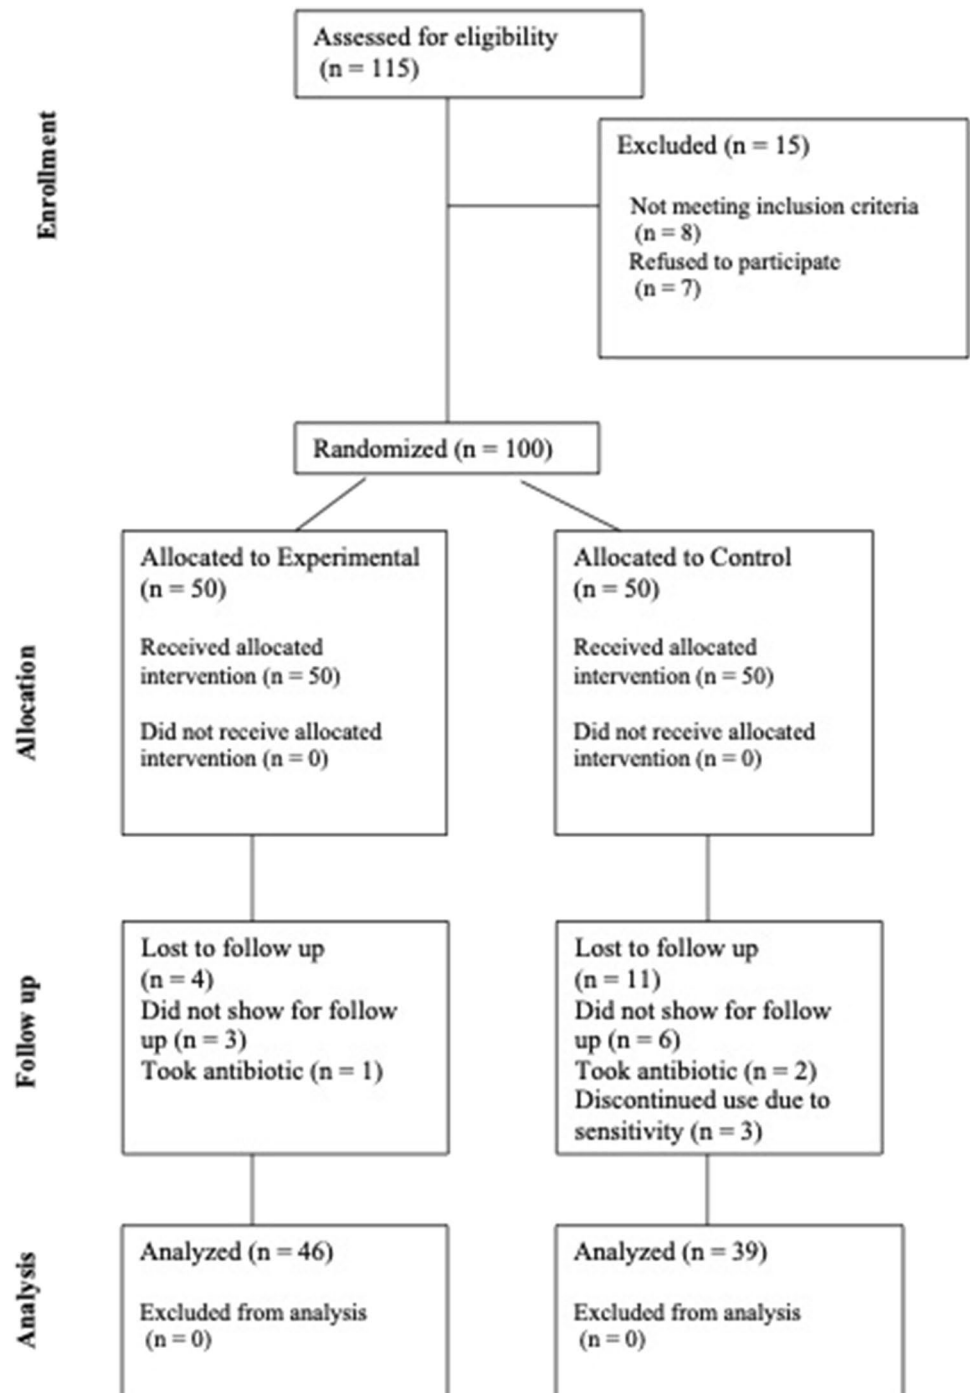 Assessed for eligibility
(n = 115)
Enrollment
Excluded (n = 15)
Not meeting inclusion criteria
(n = 8)
Refused to participate
(n = 7)
Randomized (n = 100)
Allocation
Allocated to Experimental
(n = 50)
Received allocated
intervention (n = 50)
Did not receive allocated
intervention (n = 0)
Allocated to Control
(n = 50)
Received allocated
intervention (n = 50)
Did not receive allocated
intervention (n = 0)
Follow up
Lost to follow up
(n = 4)
Did not show for follow
up (n = 3)
Took antibiotic (n = 1)
Lost to follow up
(n = 11)
Did not show for follow
up (n = 6)
Took antibiotic (n = 2)
Discontinued use due to
sensitivity (n = 3)
Analysis
Analyzed (n = 46)
Excluded from analysis
(n = 0)
Analyzed (n = 39)
Excluded from analysis
(n = 0)